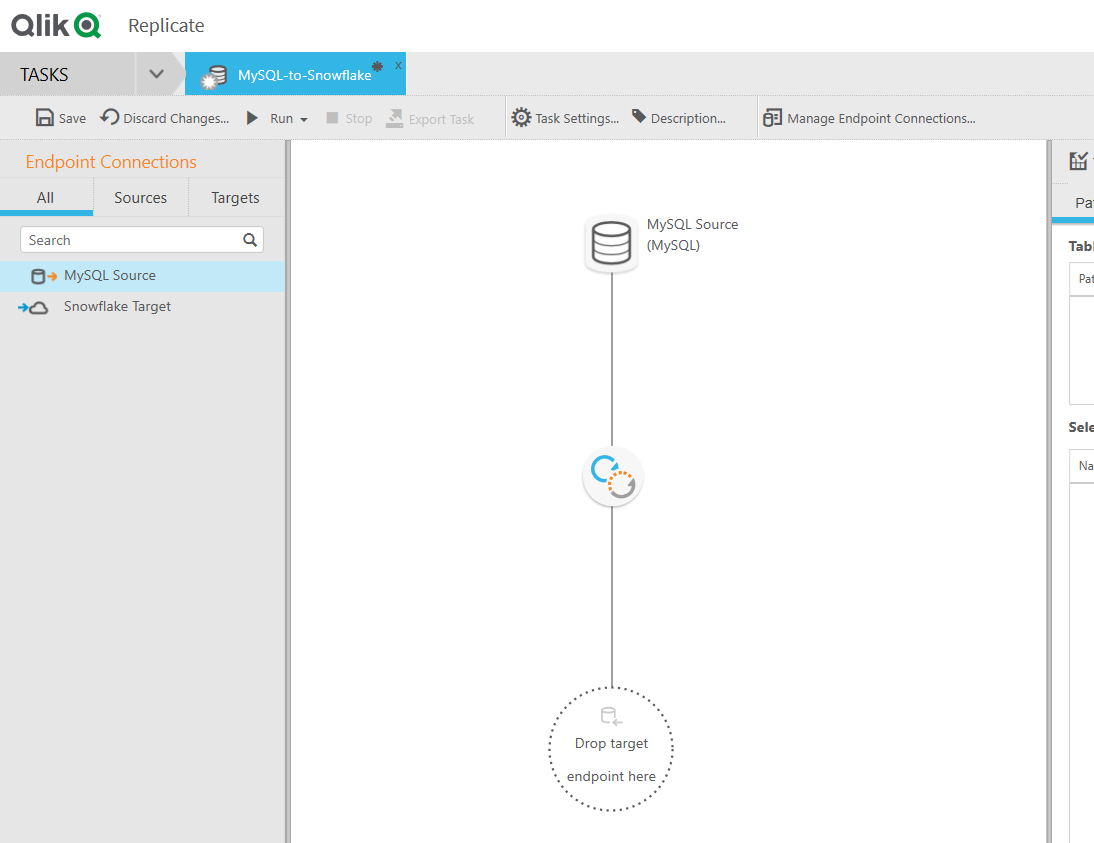 Qlik Replicate
TASKS
MySQL-to-Snowflake
x
Save Discard Changes... Run Stop Export Task Task Settings... Description... Manage Endpoint Connections...
Endpoint Connections
All Sources Targets
Search
MySQL Source
Snowflake Target
MySQL Source
(MySQL)
Drop target
endpoint here
Pa
Tabl
Pat
Sele
Na